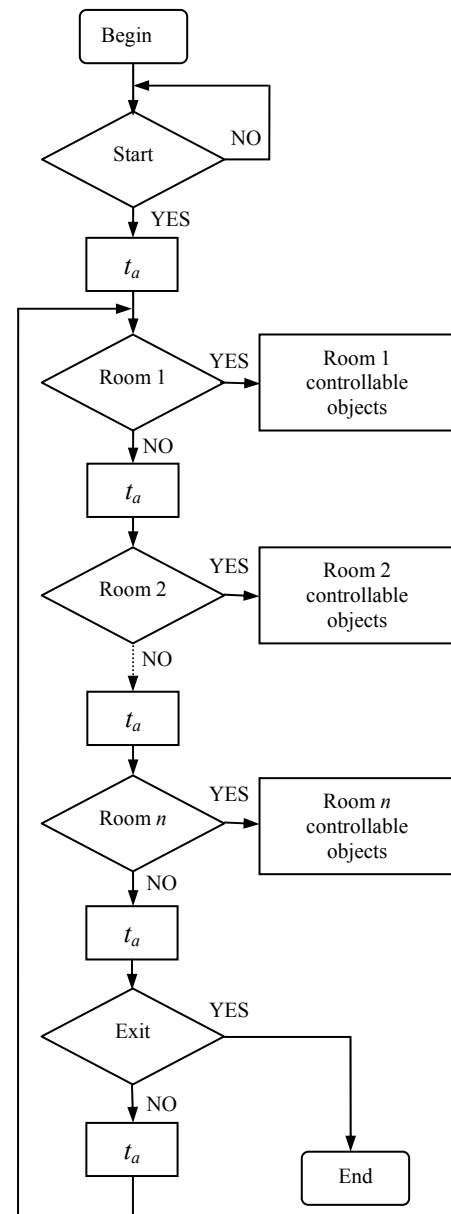 Begin
NO
Start
YES
t_a
Room 1
YES
Room 1
controllable
objects
NO
t_a
Room 2
YES
Room 2
controllable
objects
NO
t_a
Room n
YES
Room n
controllable
objects
NO
t_a
Exit
YES
NO
t_a
End